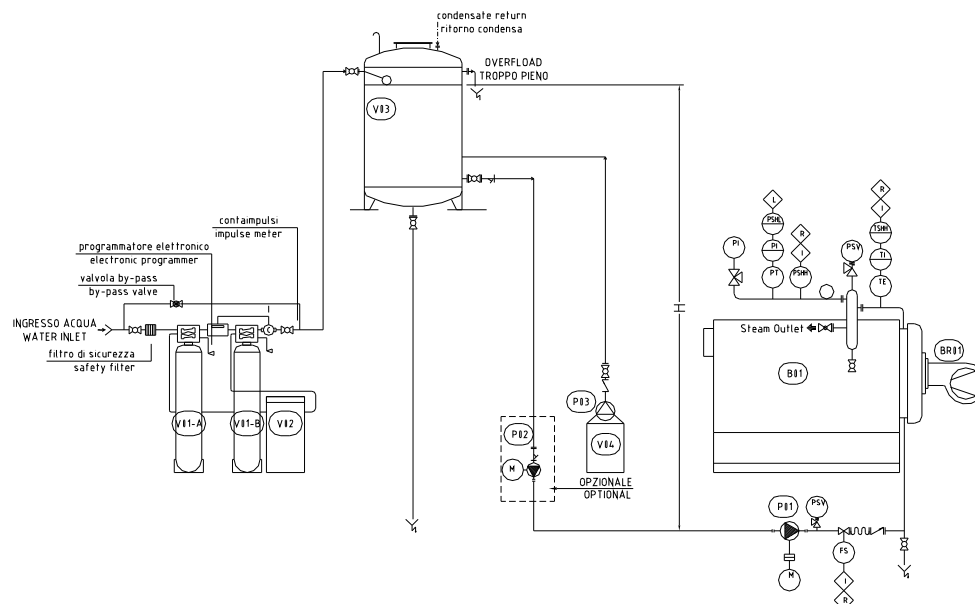 condensate return
ritorno condensa
OVERFLOAD
TROPPO PIENO
V03
contaimpulsi
impulse meter
programmatore elettronico
electronic programmer
valvola by-pass
by-pass valve
INGRESSO ACQUA
WATER INLET
filtro di sicurezza
safety filter
I
V01-A
V01-B
V02
P03
V04
P02
M
OPZIONALE
OPTIONAL
H
L
PSHL
PI
PT
R
I
PSHH
PI
PSV
R
I
TSHH
TI
TE
Steam Outlet
B01
BR01
P01
PSV
M
FS
I
R